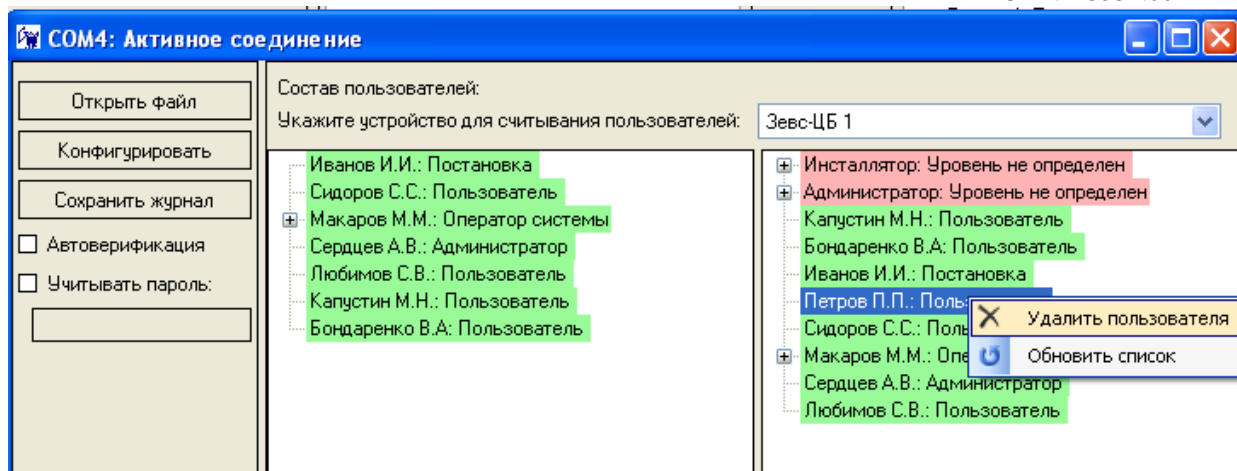 COM4: Активное соединение
Открыть файл
Конфигурировать
Сохранить журнал
Автоверификация
Учитывать пароль:
Состав пользователей:
Укажите устройство для считывания пользователей:
Зевс-ЦБ 1
Иванов И.И.: Постановка
Сидоров С.С.: Пользователь
Макаров М.М.: Оператор системы
Сердцев А.В.: Администратор
Любимов С.В.: Пользователь
Капустин М.Н.: Пользователь
Бондаренко В.А: Пользователь
Инсталлятор: Уровень не определен
Администратор: Уровень не определен
Капустин М.Н.: Пользователь
Бондаренко В.А: Пользователь
Иванов И.И.: Постановка
Петров П.П.: Поль
Сидоров С.С.: Поль
Макаров М.М.: Опе
Сердцев А.В.: Администратор
Любимов С.В.: Пользователь
Удалить пользователя
Обновить список